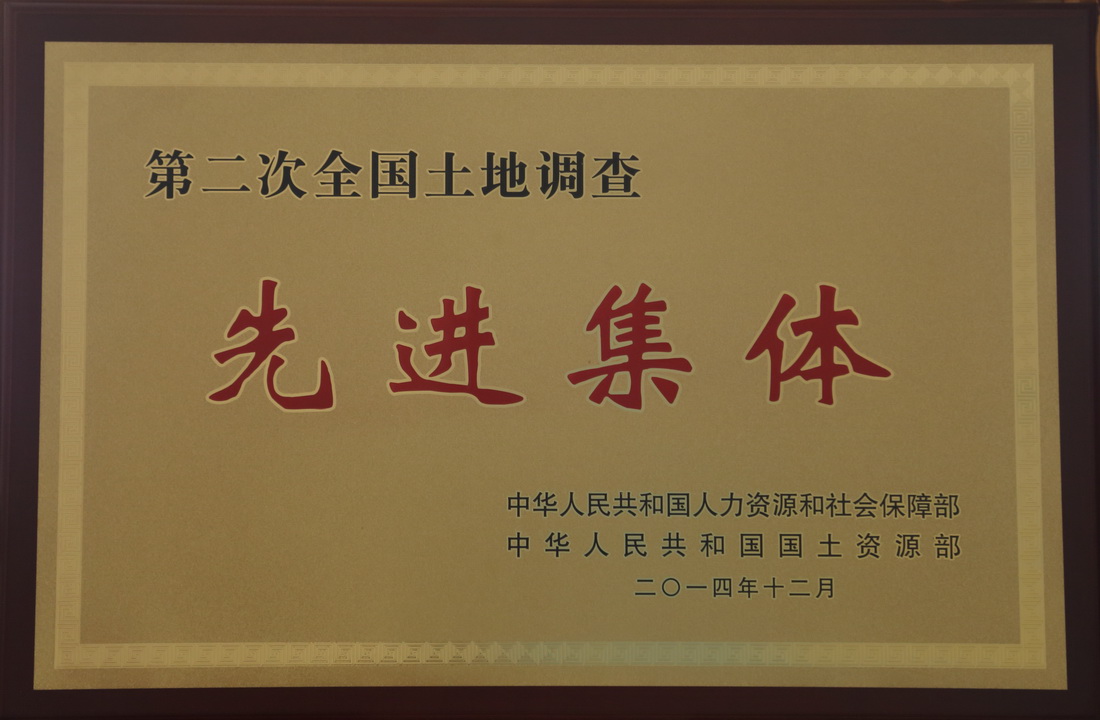 第二次全国土地调查
先进集体
中华人民共和国人力资源和社会保障部
中华人民共和国国土资源部
二〇一四年十二月